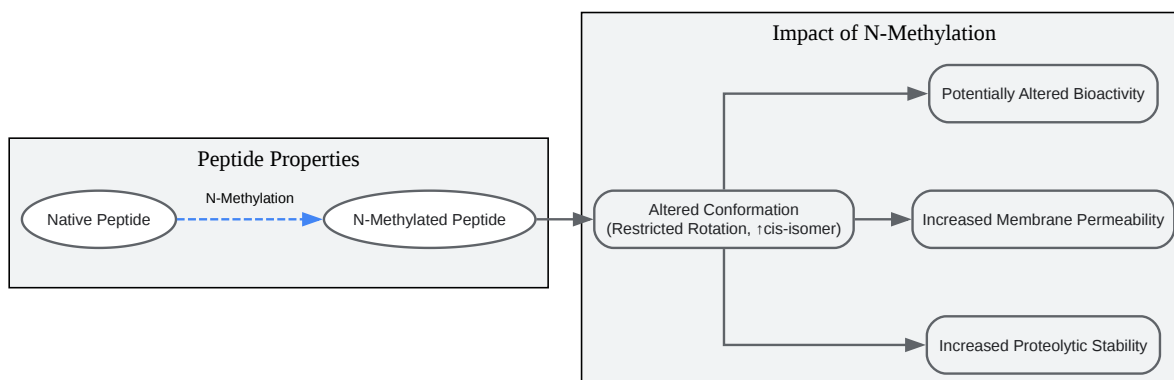 Impact of N-Methylation
Potentially Altered Bioactivity
Peptide Properties
N-Methylation
Native Peptide
N-Methylated Peptide
Altered Conformation
(Restricted Rotation, ↑cis-isomer)
Increased Membrane Permeability
Increased Proteolytic Stability